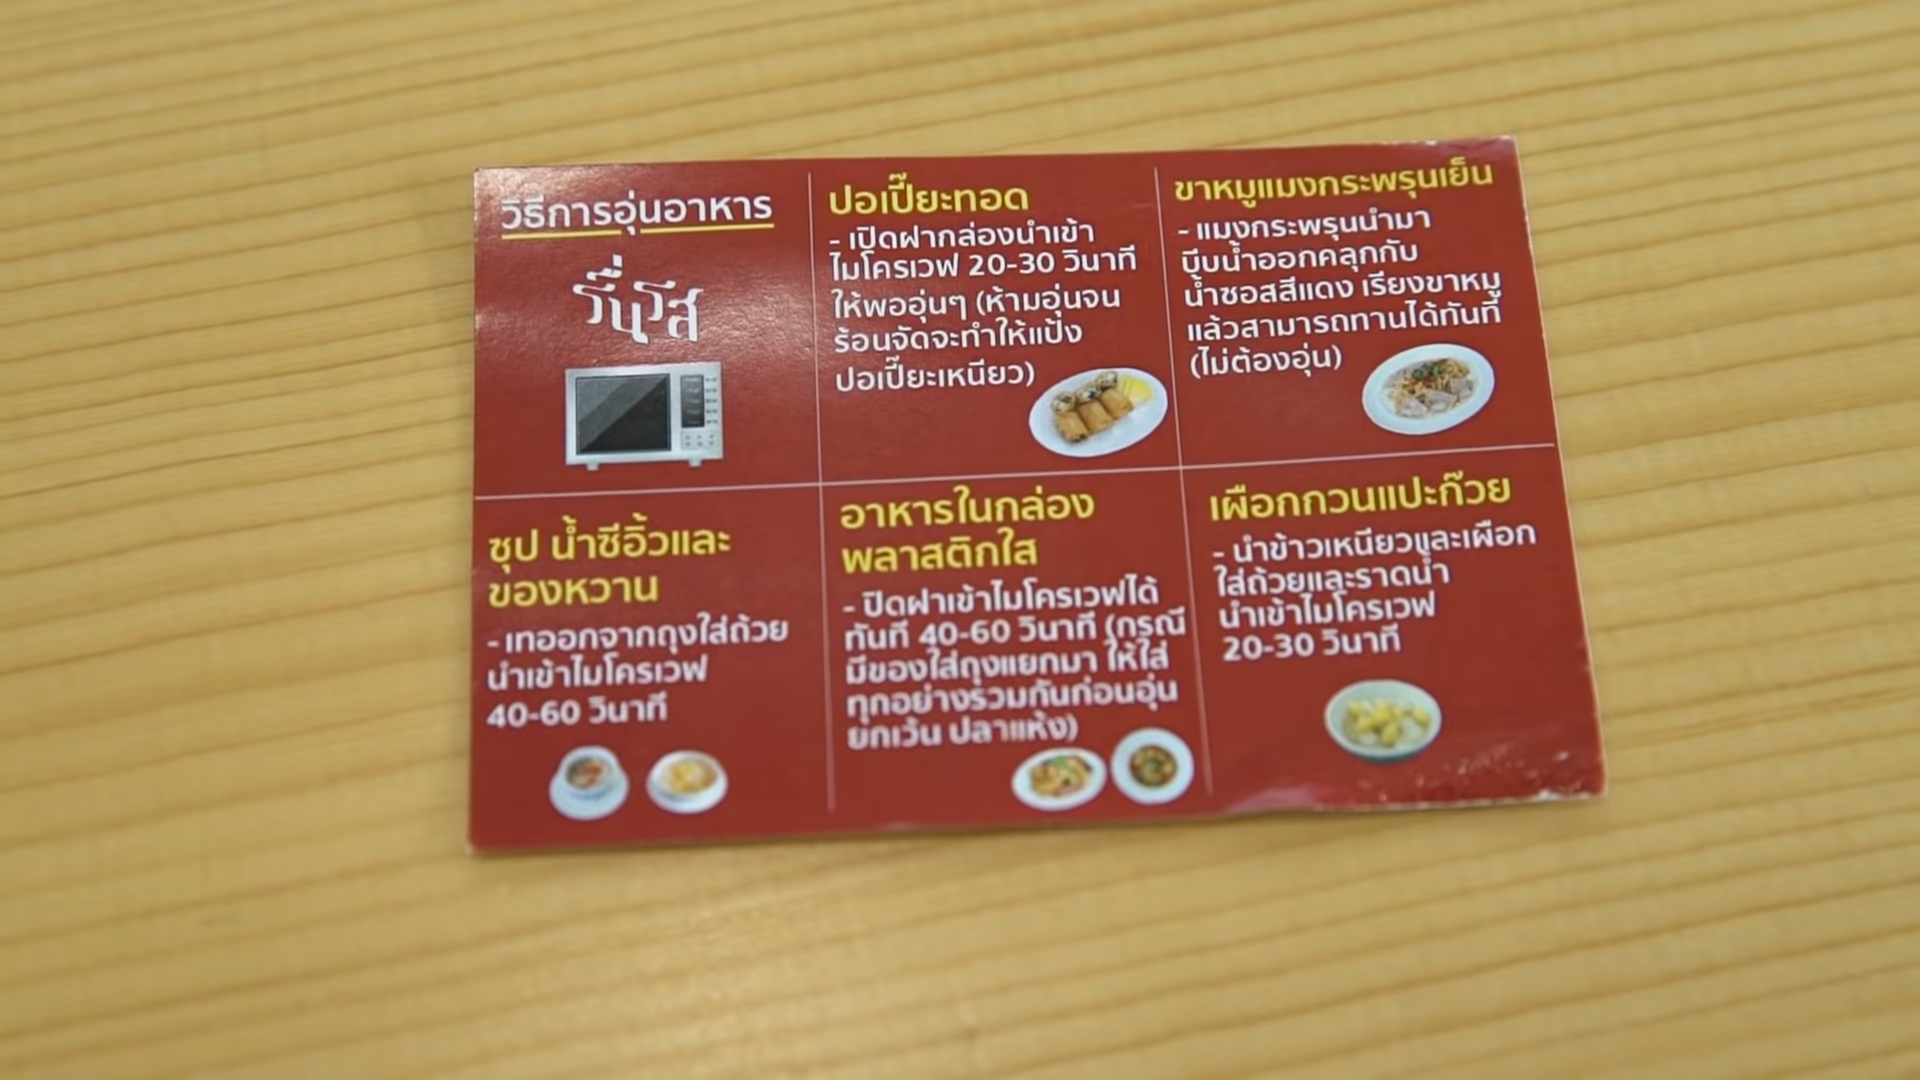 วิธีการอุ่นอาหาร
รื่นรส
ปอเปี๊ยะทอด
- เปิดฝากล่องนำเข้า
ไมโครเวฟ 20-30 วินาที
ให้พออุ่นๆ (ห้ามอุ่นจน
ร้อนจัดจะทำให้แป้ง
ปอเปี๊ยะเหนียว)
ขาหมูแมงกระพรุนเย็น
- แมงกระพรุนนำมา
บีบน้ำออกคลุกกับ
น้ำซอสสีแดง เรียงขาหมู
แล้วสามารถทานได้ทันที
(ไม่ต้องอุ่น)
ซุป น้ำซีอิ้วและ
ของหวาน
- เทออกจากถุงใส่ถ้วย
นำเข้าไมโครเวฟ
40-60 วินาที
อาหารในกล่อง
พลาสติกใส
- ปิดฝาเข้าไมโครเวฟได้
ทันที 40-60 วินาที (กรณี
มีของใส่ถุงแยกมา ให้ใส่
ทุกอย่างรวมกันก่อนอุ่น
ยกเว้น ปลาแห้ง)
เผือกกวนแปะก๊วย
- นำข้าวเหนียวและเผือก
ใส่ถ้วยและราดน้ำ
นำเข้าไมโครเวฟ
20-30 วินาที